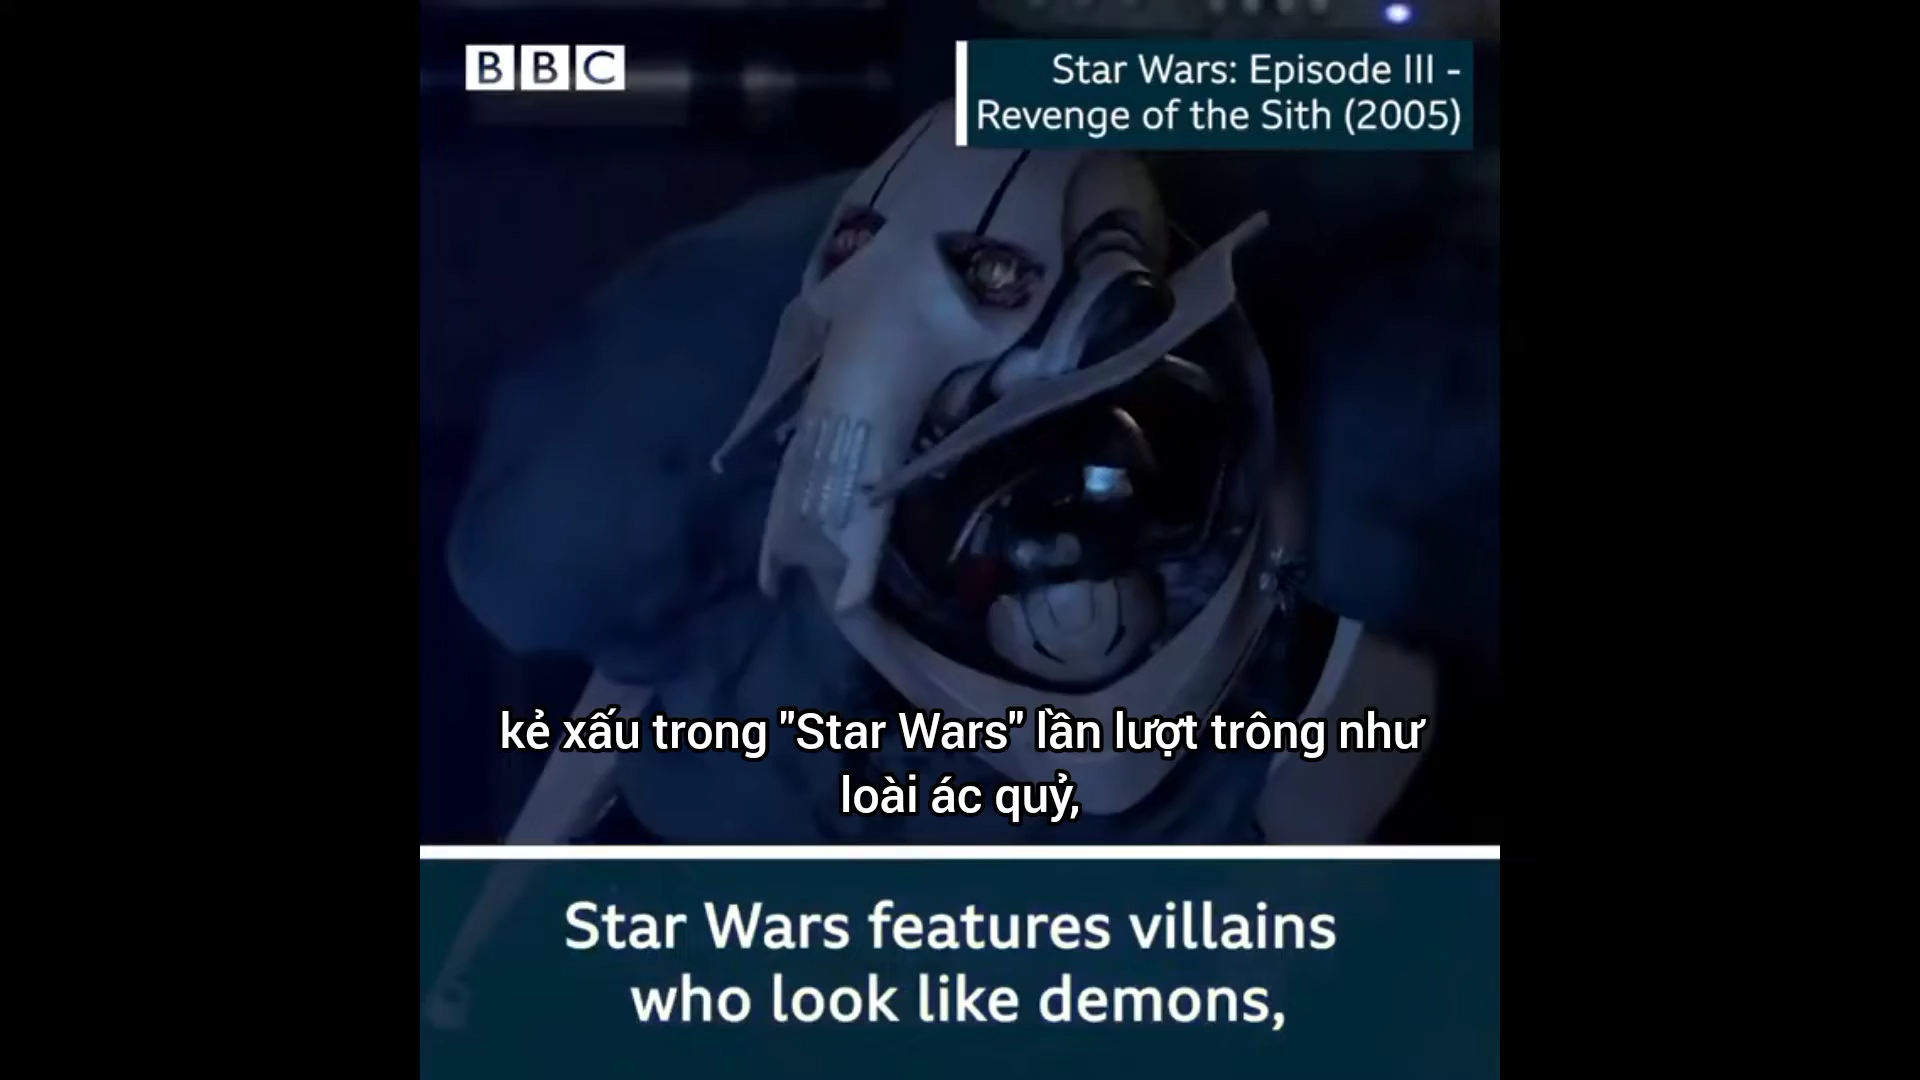 BBC
Star Wars: Episode III -
Revenge of the Sith (2005)
kẻ xấu trong "Star Wars" lần lượt trông như
loài ác quỷ,
Star Wars features villains
who look like demons,